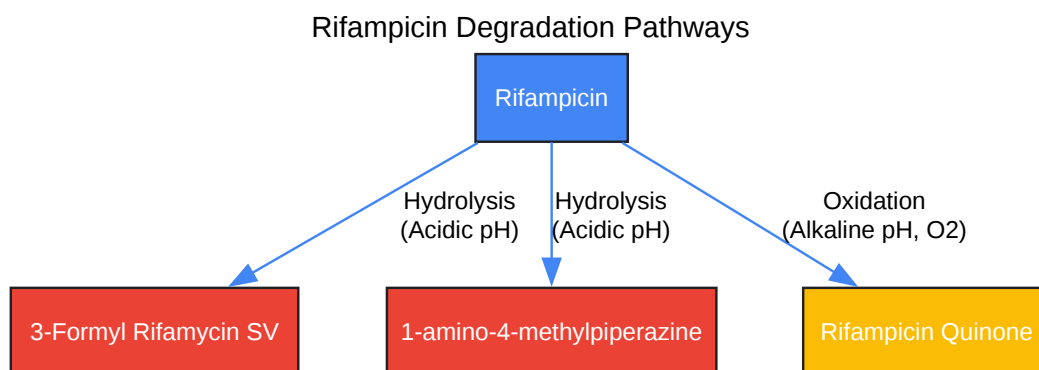 Rifampicin Degradation Pathways
Rifampicin
Hydrolysis
(Acidic pH)
Hydrolysis
(Acidic pH)
Oxidation
(Alkaline pH, O2)
3-Formyl Rifamycin SV
1-amino-4-methylpiperazine
Rifampicin Quinone